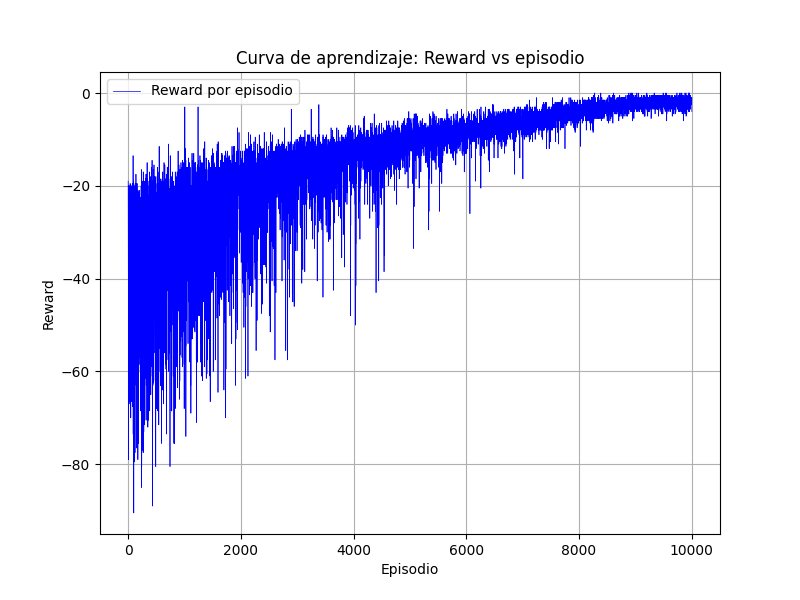 Curva de aprendizaje: Reward vs episodio
Reward por episodio
0
−20
−40
−60
−80
Reward
0 2000 4000 6000 8000 10000
Episodio